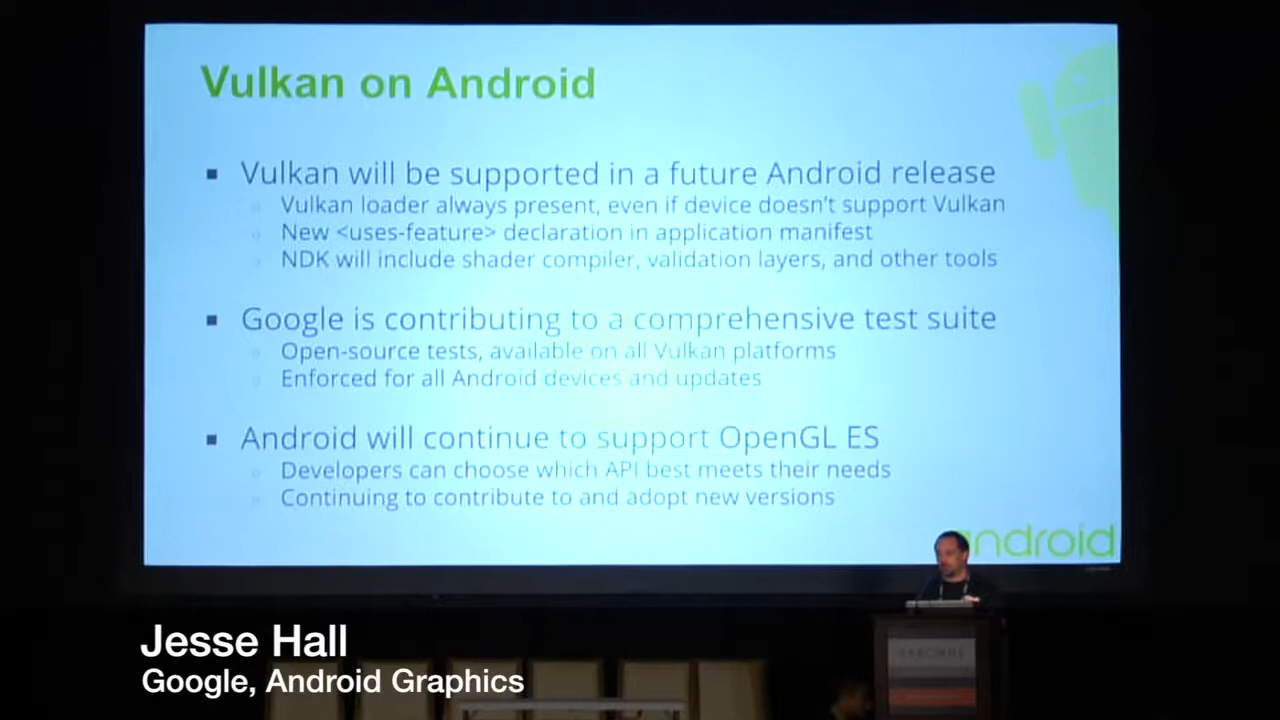 Vulkan on Android
Vulkan will be supported in a future Android release
Vulkan loader always present, even if device doesn't support Vulkan
New <uses-feature> declaration in application manifest
NDK will include shader compiler, validation layers, and other tools
Google is contributing to a comprehensive test suite
Open-source tests, available on all Vulkan platforms
Enforced for all Android devices and updates
Android will continue to support OpenGL ES
Developers can choose which API best meets their needs
Continuing to contribute to and adopt new versions
android
Jesse Hall
Google, Android Graphics